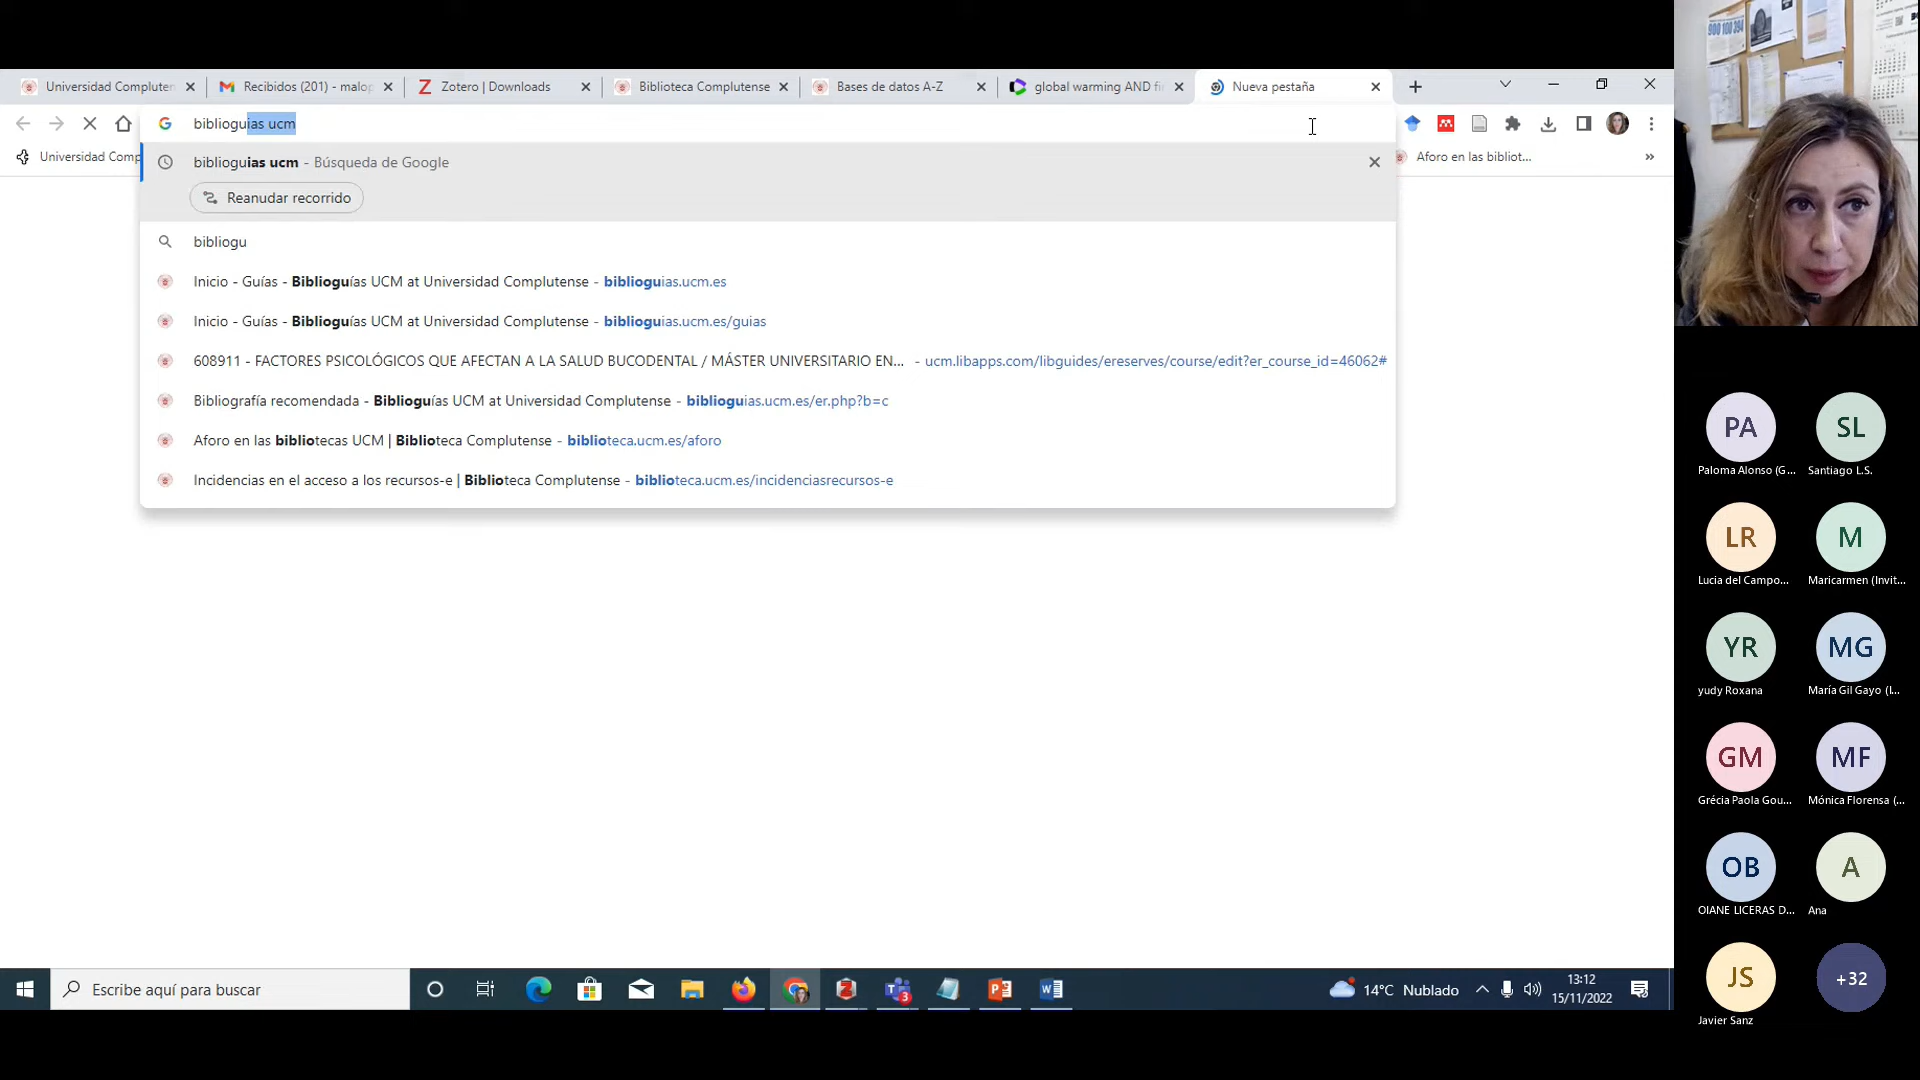 Universidad Compluten
Recibidos (201) - malop
Zotero | Downloads
Biblioteca Complutense
Bases de datos A-Z
global warming AND fi
Nueva pestaña
biblioguias ucm
Universidad Comp
Aforo en las bibliot...
biblioguias ucm - Búsqueda de Google
Reanudar recorrido
bibliogu
Inicio - Guías - Biblioguías UCM at Universidad Complutense - biblioguias.ucm.es
Inicio - Guías - Biblioguías UCM at Universidad Complutense - biblioguias.ucm.es/guias
608911 - FACTORES PSICOLÓGICOS QUE AFECTAN A LA SALUD BUCODENTAL / MÁSTER UNIVERSITARIO EN... - ucm.libapps.com/libguides/ereserves/course/edit?er_course_id=46062#
Bibliografía recomendada - Biblioguías UCM at Universidad Complutense - biblioguias.ucm.es/er.php?b=c
Aforo en las bibliotecas UCM | Biblioteca Complutense - biblioteca.ucm.es/aforo
Incidencias en el acceso a los recursos-e | Biblioteca Complutense - biblioteca.ucm.es/incidenciasrecursos-e
900 100 394
PA
Paloma Alonso (G...
SL
Santiago L.S.
LR
Lucia del Campo...
M
Maricarmen (Invit...
YR
yudy Roxana
MG
María Gil Gayo (I...
GM
Grécia Paola Gou...
MF
Mónica Florensa (...
OB
OIANE LICERAS D...
A
Ana
JS
Javier Sanz
+32
Escribe aquí para buscar
3
14°C Nublado
13:12
15/11/2022